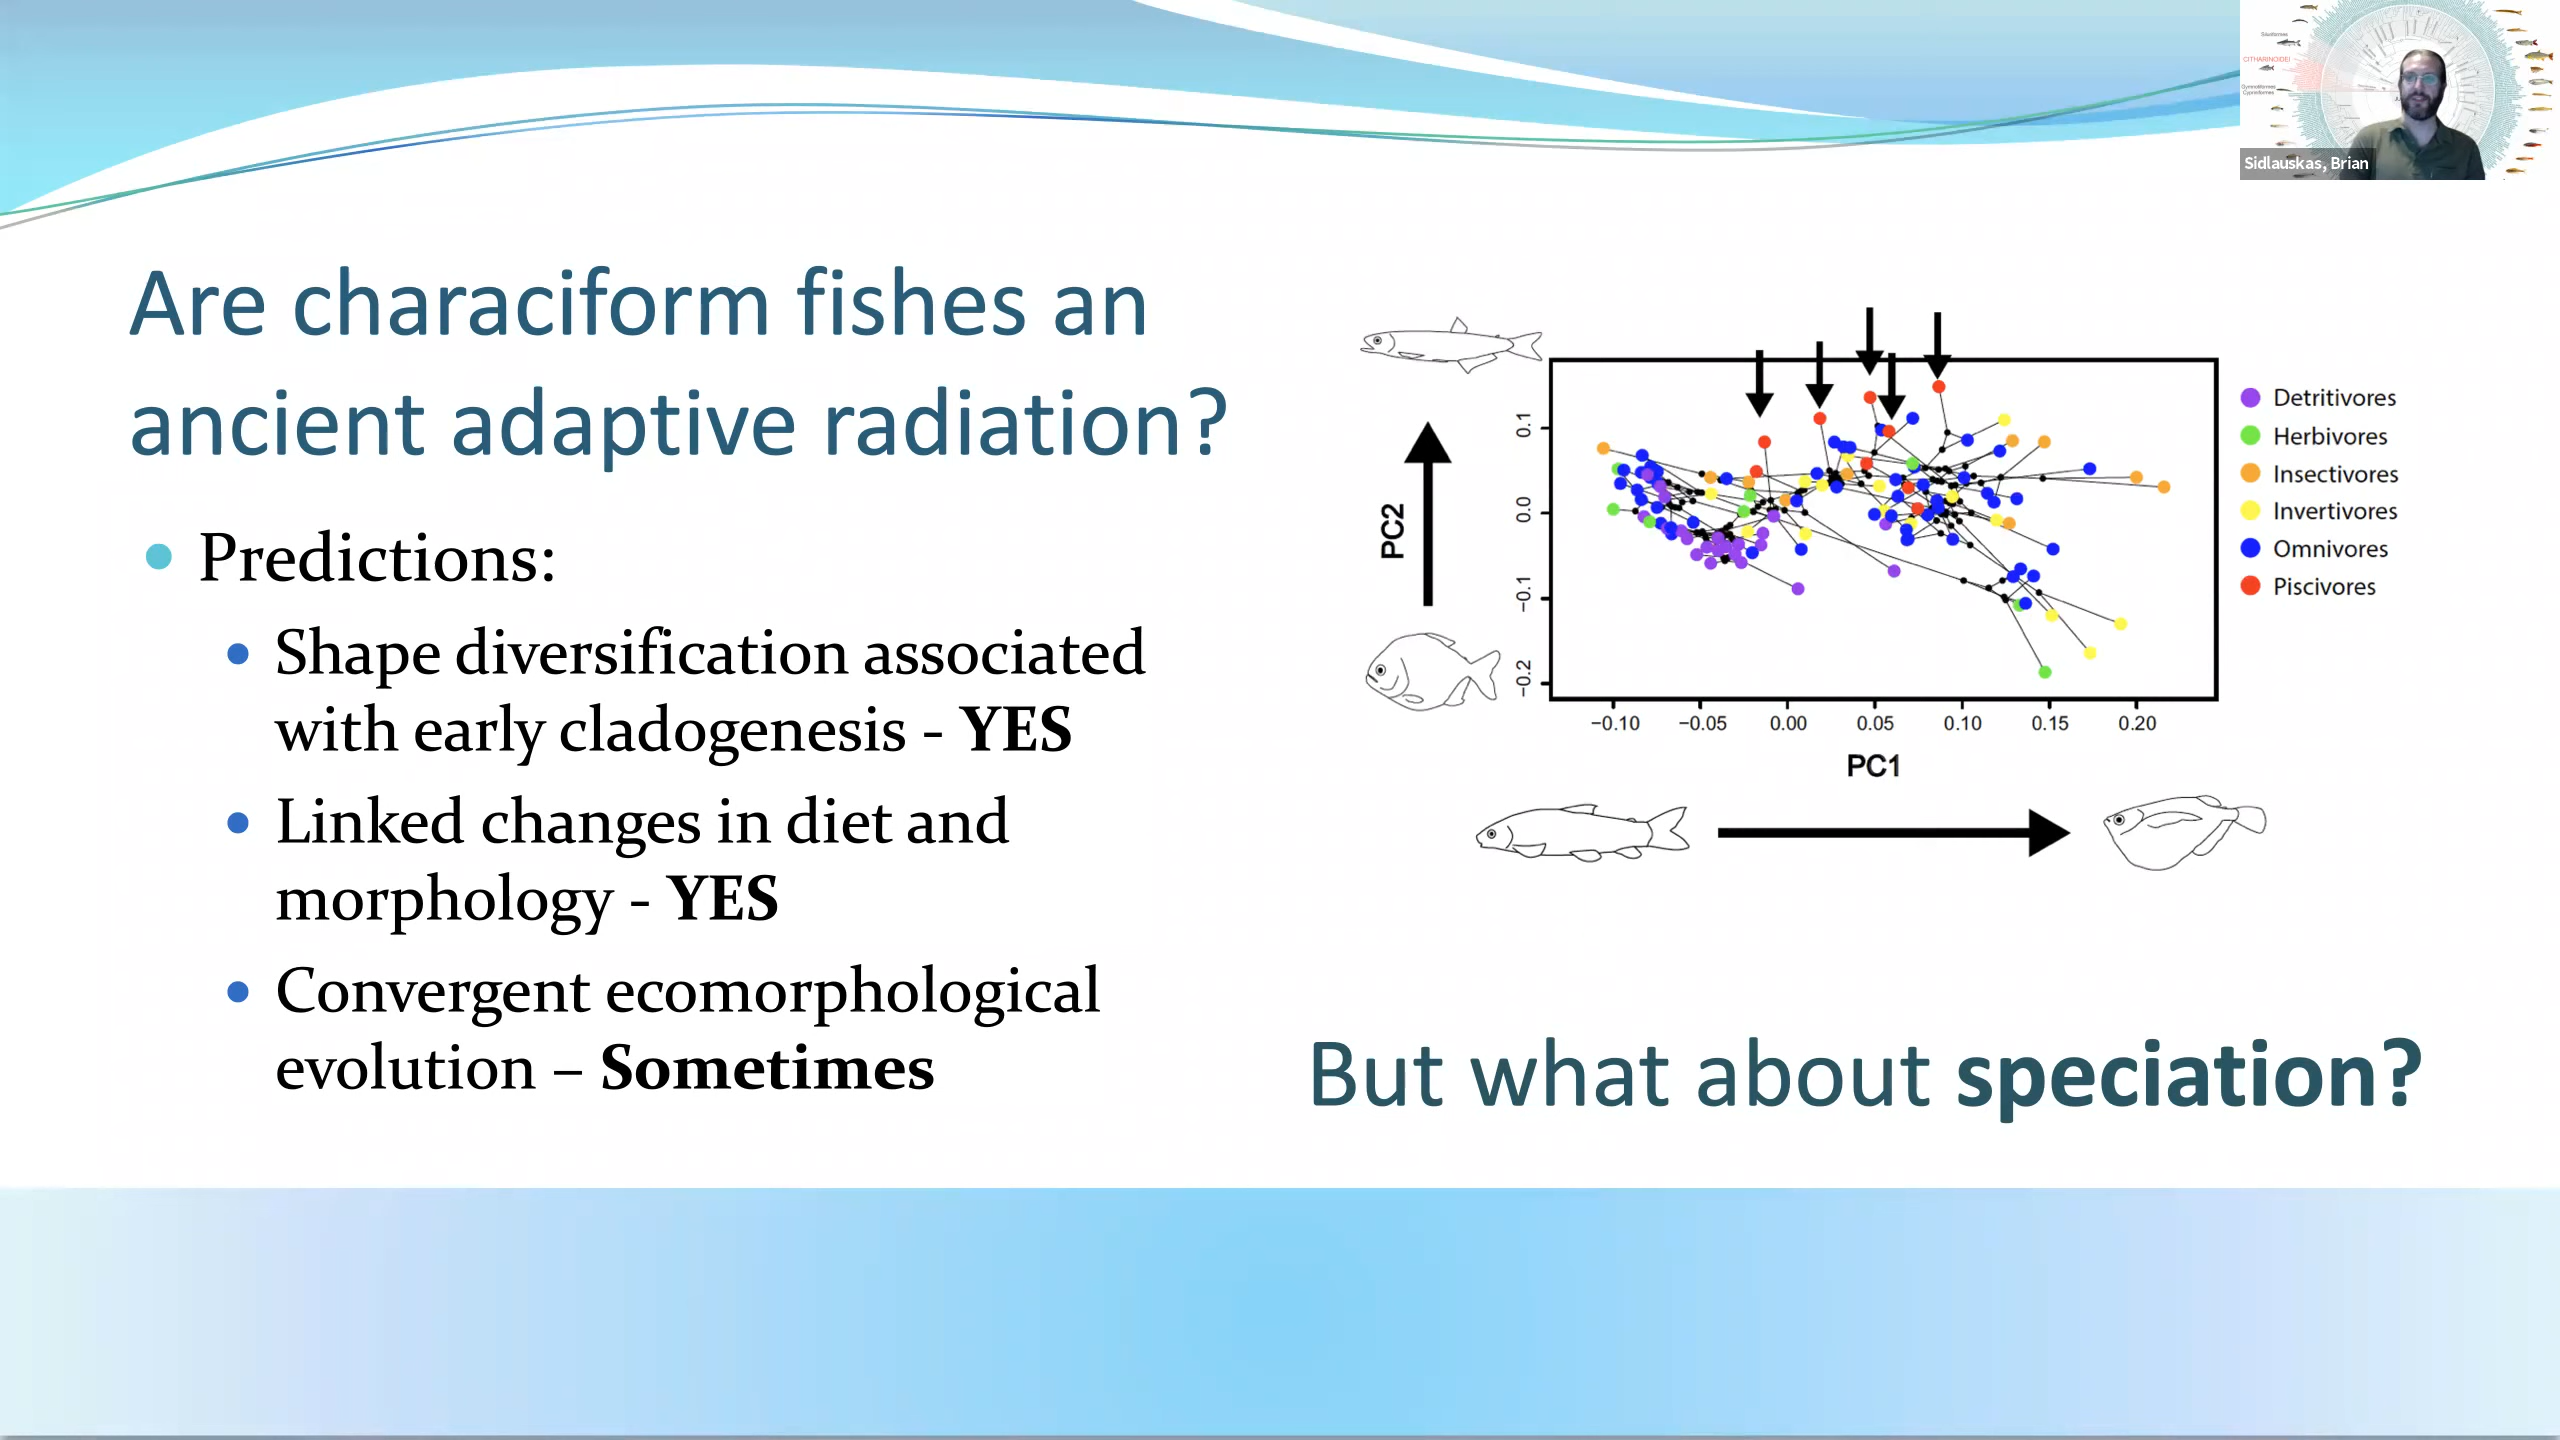 Sidlauskas, Brian
CITHARINOIDEI
Are characiform fishes an
ancient adaptive radiation?
Predictions:
Shape diversification associated
with early cladogenesis - YES
Linked changes in diet and
morphology - YES
Convergent ecomorphological
evolution – Sometimes
PC2
0.1
0.0
−0.1
−0.2
−0.10 −0.05 0.00 0.05 0.10 0.15 0.20
PC1
Detritivores
Herbivores
Insectivores
Invertivores
Omnivores
Piscivores
But what about speciation?